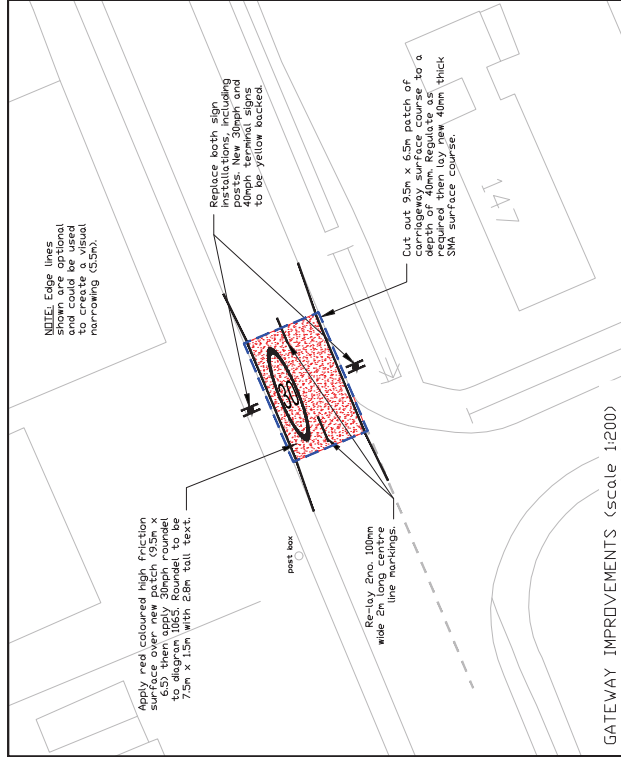 NOTE: Edge lines
shown are optional
and could be used
to create a visual
narrowing (5.5m).
Replace both sign
installations, including
posts. New 30mph and
40mph terminal signs
to be yellow backed.
Apply red coloured high friction
surface over new patch (9.5m x
6.5) then apply 30mph roundel
to diagram 1065. Roundel to be
7.5m x 1.5m with 2.8m tall text.
30
post box
Re-lay 2no. 100mm
wide 2m long centre
line markings.
Cut out 9.5m x 6.5m patch of
carriageway surface course to a
depth of 40mm. Regulate as
required then lay new 40mm thick
SMA surface course.
147
GATEWAY IMPROVEMENTS (scale 1:200)